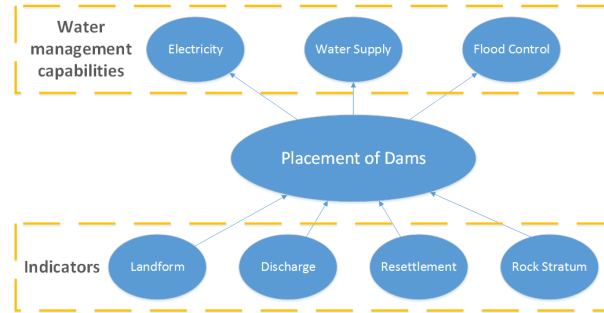 Water
management
capabilities
Electricity
Water Supply
Flood Control
Placement of Dams
Indicators
Landform
Discharge
Resettlement
Rock Stratum